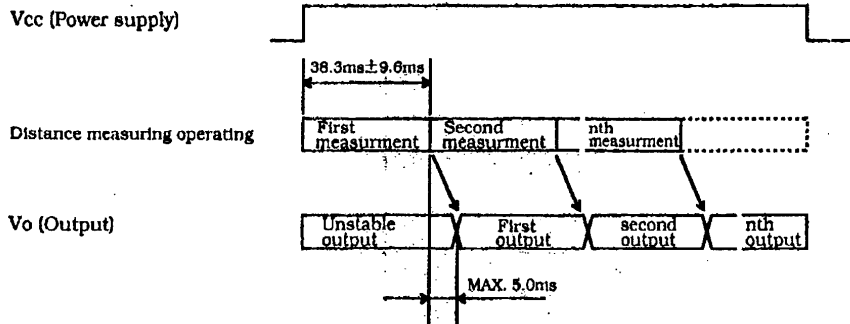 Vcc (Power supply)
38.3ms±9.6ms
Distance measuring operating
First
measurment
Second
measurment
nth
measurment
Vo (Output)
Unstable
output
First
output
second
output
nth
output
MAX. 5.0ms